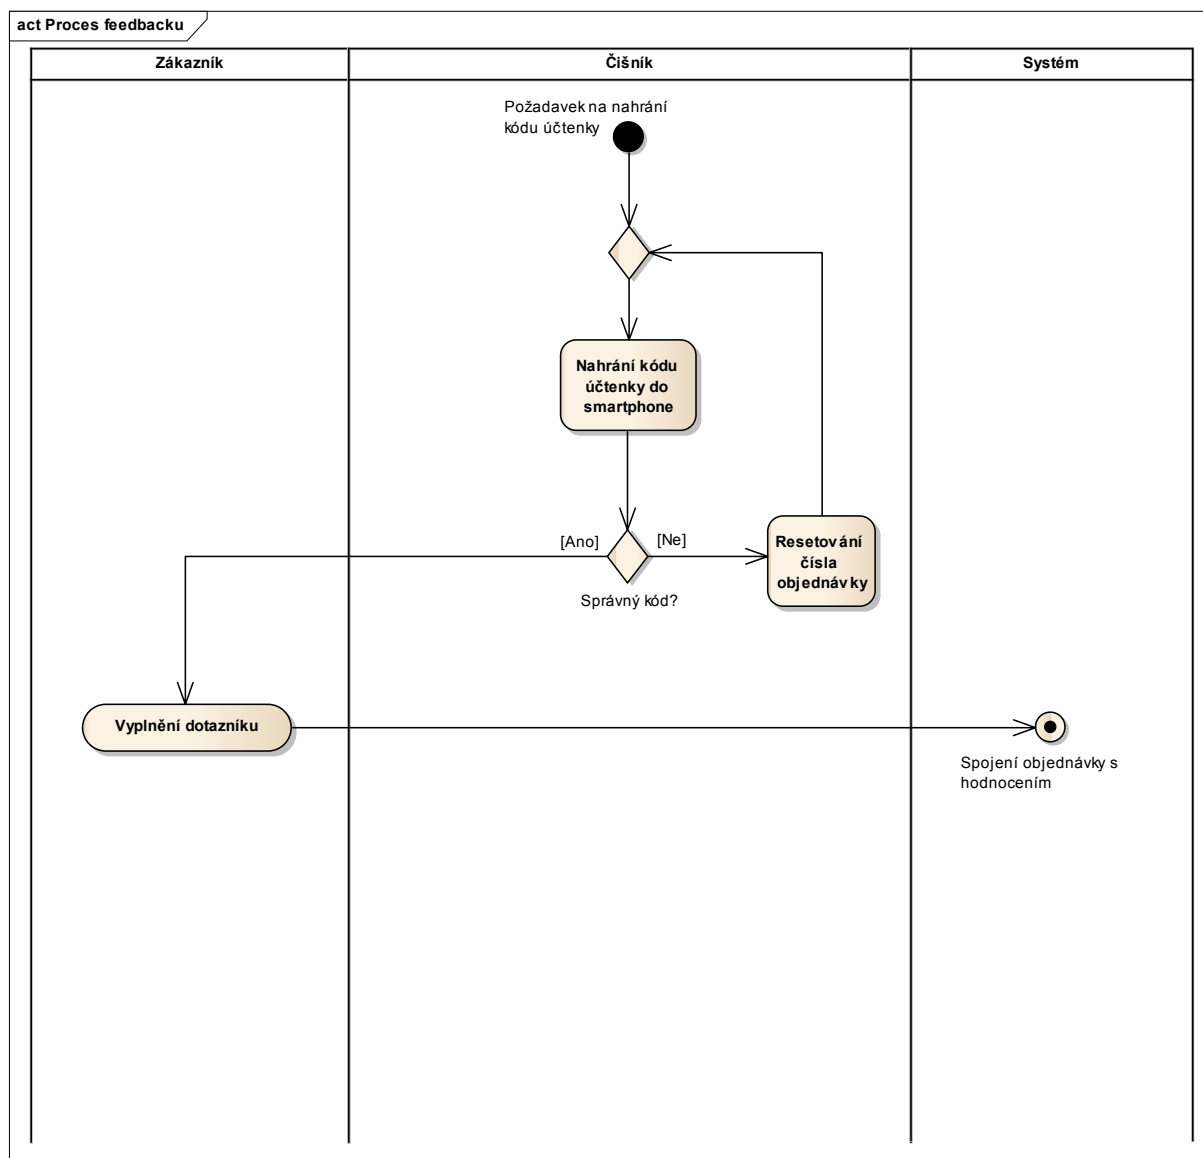 act Proces feedbacku
Zákazník
Čišník
Systém
Požadavek na nahrání
kódu účtenky
Nahrání kódu
účtenky do
smartphone
[Ano]
[Ne]
Resetování
čísla
objednávky
Správný kód?
Vyplnění dotazníku
Spojení objednávky s
hodnocením